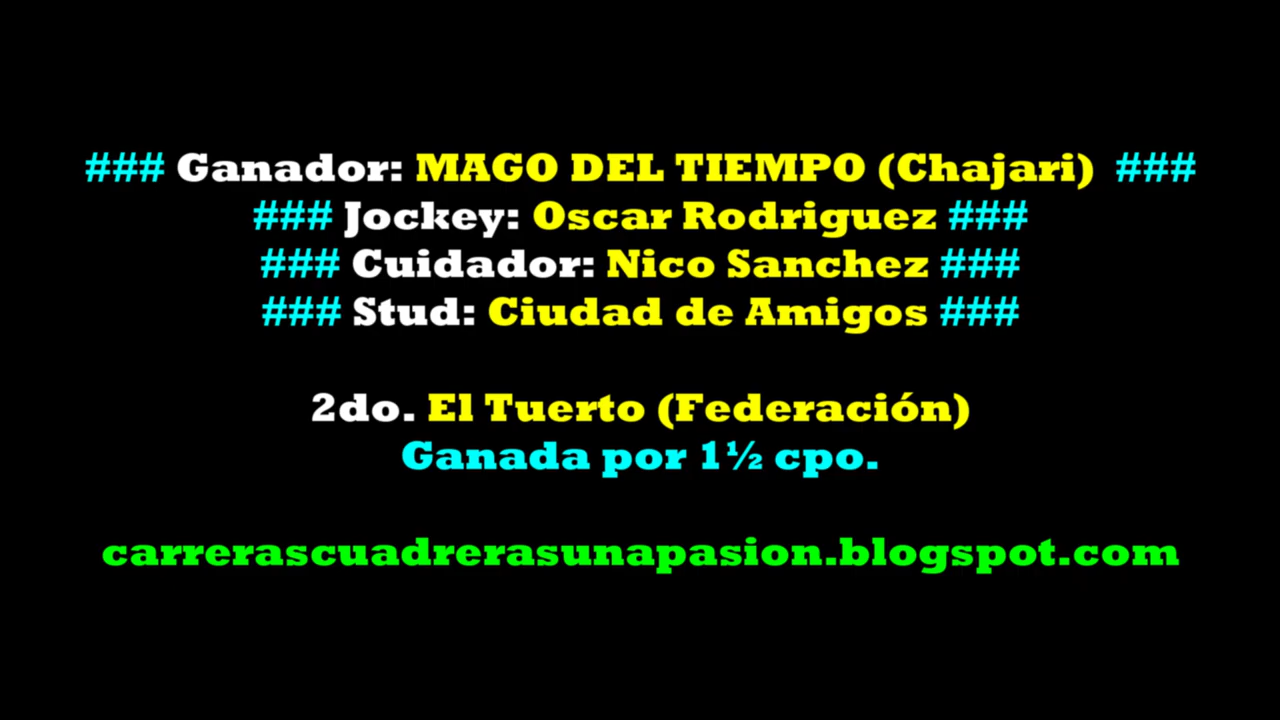 ### Ganador: MAGO DEL TIEMPO (Chajari) ###
### Jockey: Oscar Rodriguez ###
### Cuidador: Nico Sanchez ###
### Stud: Ciudad de Amigos ###
2do. El Tuerto (Federación)
Ganada por 1½ cpo.
carrerascuadrerasunapasion.blogspot.com